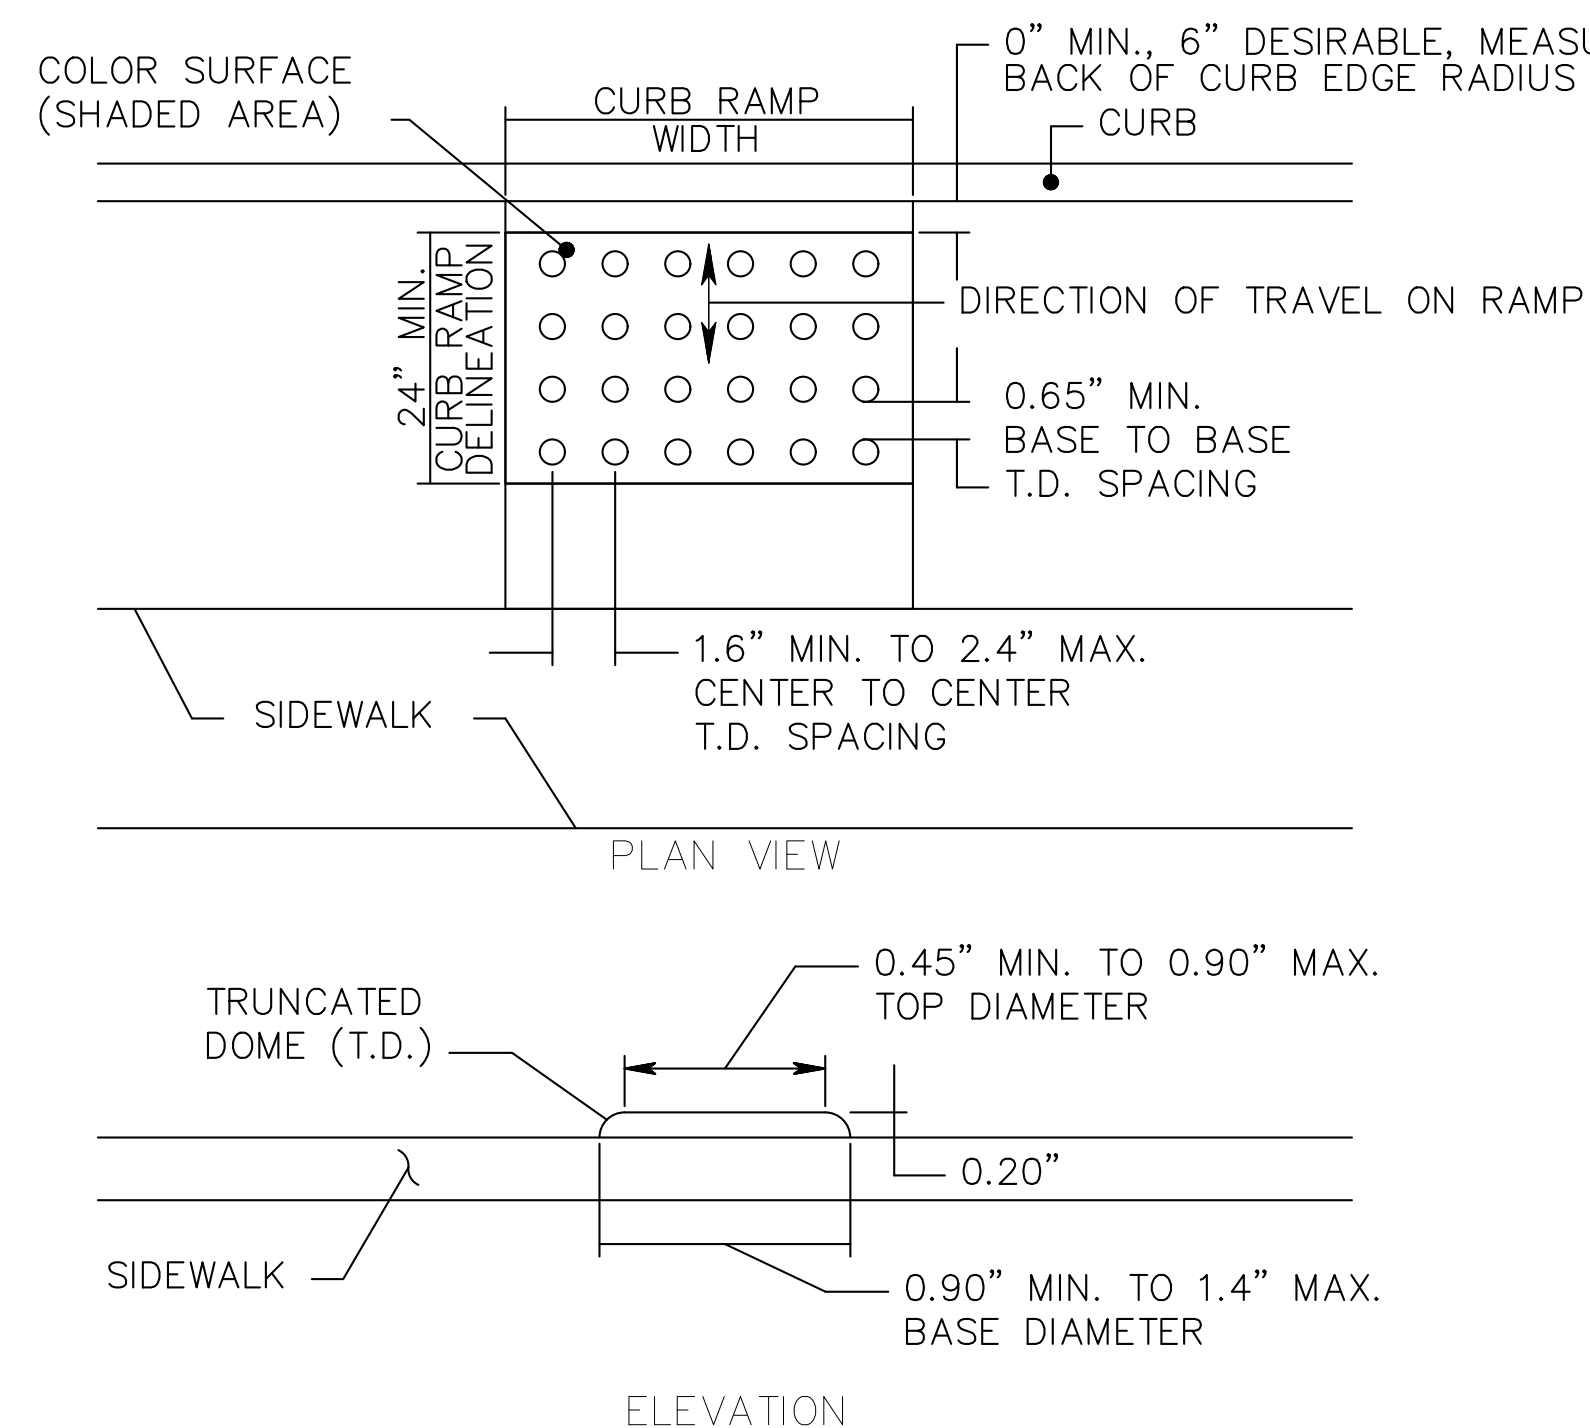 COLOR SURFACE
(SHADED AREA)
CURB RAMP
WIDTH
0” MIN., 6” DESIRABLE,
BACK OF CURB EDGE RADIUS
CURB
24” MIN.
CURB RAMP
DELINEATION
DIRECTION OF TRAVEL ON RAMP
0.65” MIN.
BASE TO BASE
T.D. SPACING
1.6” MIN. TO 2.4” MAX.
CENTER TO CENTER
T.D. SPACING
SIDEWALK
PLAN VIEW
0.45” MIN. TO 0.90” MAX.
TOP DIAMETER
TRUNCATED
DOME (T.D.)
0.20”
SIDEWALK
0.90” MIN. TO 1.4” MAX.
BASE DIAMETER
ELEVATION